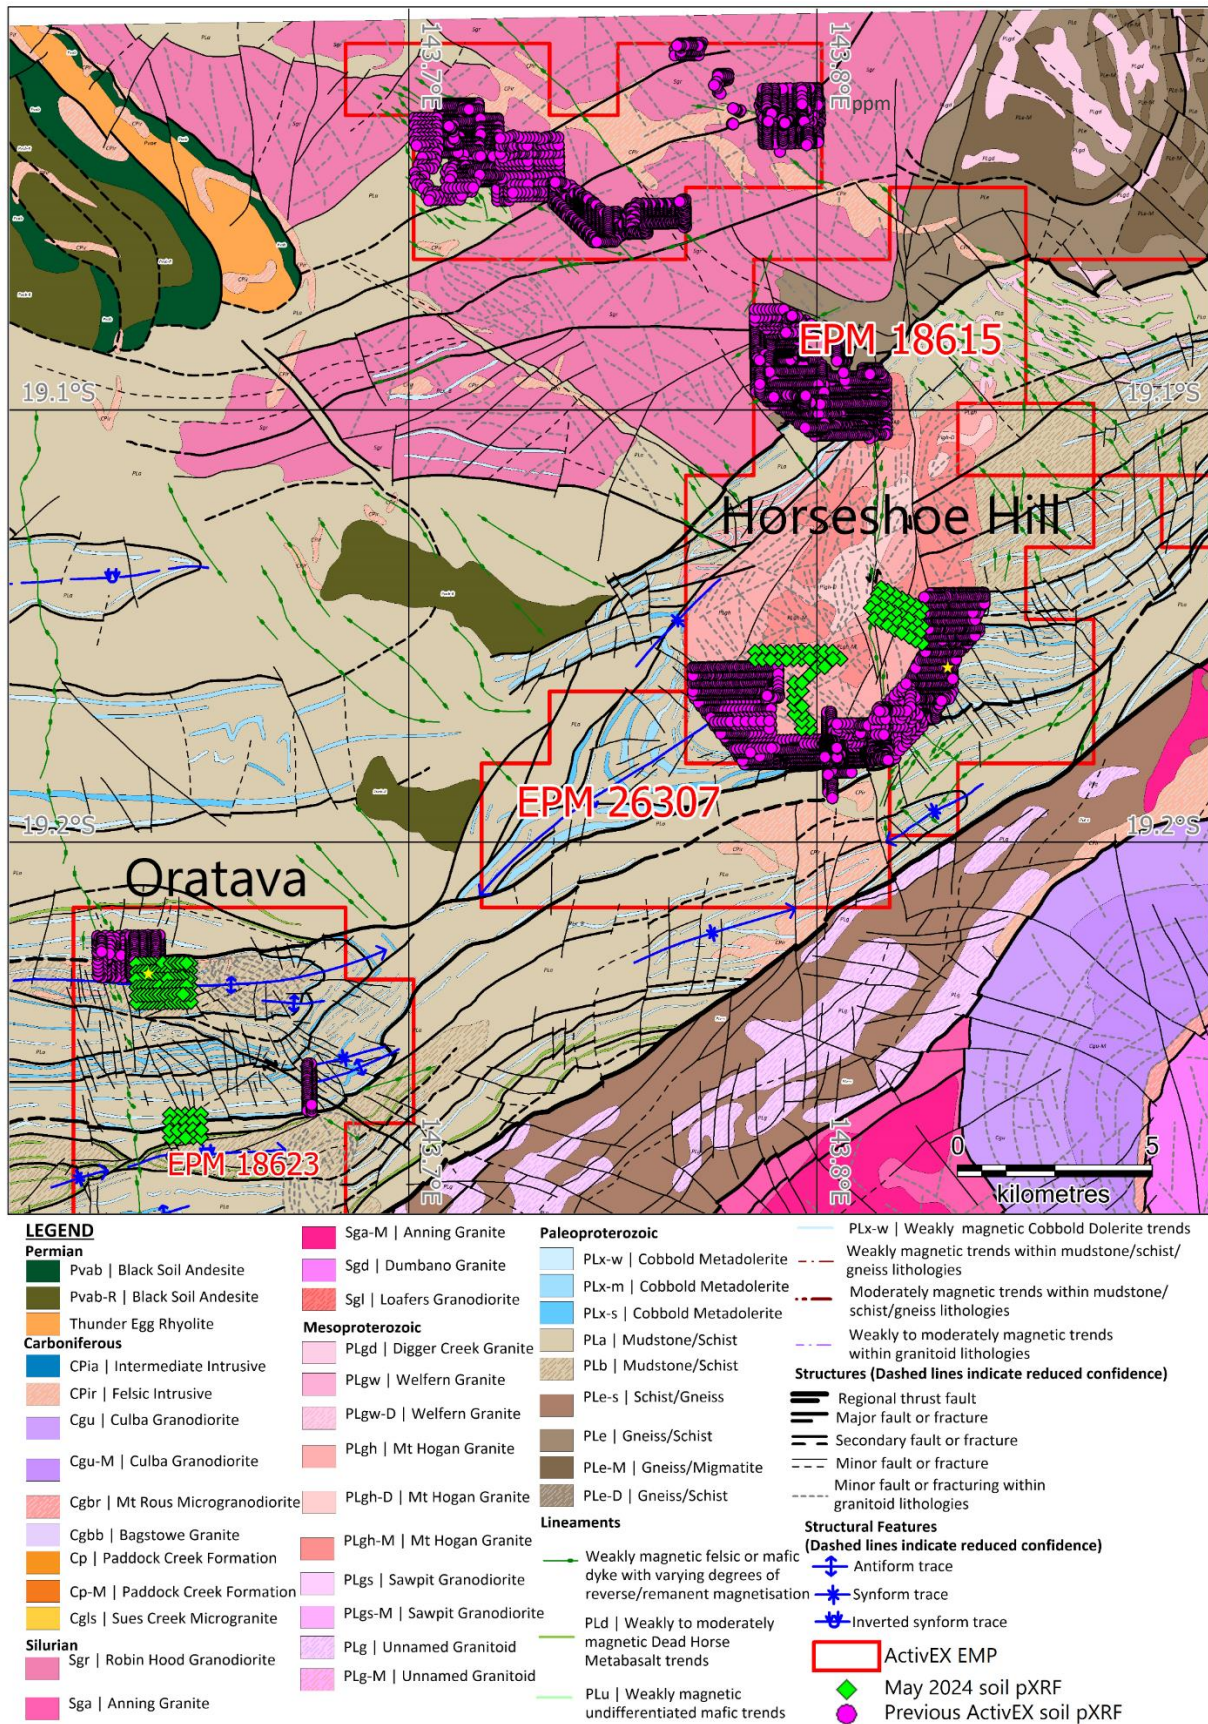 143.7°E
143.8°E
ppm
EPM 18615
19.1°S
19.1°S
Horseshoe Hill
EPM 26307
19.2°S
19.2°S
Oratava
EPM 18623
143.7°E
143.8°E
0 5
kilometres
LEGEND
Permian
Pvab | Black Soil Andesite
Pvab-R | Black Soil Andesite
Thunder Egg Rhyolite
Carboniferous
CPia | Intermediate Intrusive
CPir | Felsic Intrusive
Cgu | Culba Granodiorite
Cgu-M | Culba Granodiorite
Cgbr | Mt Rous Microgranodiorite
Cgbb | Bagstowe Granite
Cp | Paddock Creek Formation
Cp-M | Paddock Creek Formation
Cgls | Sues Creek Microgranite
Silurian
Sgr | Robin Hood Granodiorite
Sga | Anning Granite
Sga-M | Anning Granite
Sgd | Dumbano Granite
Sgl | Loafers Granodiorite
Mesoproterozoic
PLgd | Digger Creek Granite
PLgw | Welfern Granite
PLgw-D | Welfern Granite
PLgh | Mt Hogan Granite
PLgh-D | Mt Hogan Granite
PLgh-M | Mt Hogan Granite
PLgs | Sawpit Granodiorite
PLgs-M | Sawpit Granodiorite
PLg | Unnamed Granitoid
PLg-M | Unnamed Granitoid
Paleoproterozoic
PLx-w | Cobbold Metadolerite
PLx-m | Cobbold Metadolerite
PLx-s | Cobbold Metadolerite
PLa | Mudstone/Schist
PLb | Mudstone/Schist
PLe-s | Schist/Gneiss
PLe | Gneiss/Schist
PLe-M | Gneiss/Migmatite
PLe-D | Gneiss/Schist
Lineaments
Weakly magnetic felsic or mafic
dyke with varying degrees of
reverse/remanent magnetisation
PLd | Weakly to moderately
magnetic Dead Horse
Metabasalt trends
PLu | Weakly magnetic
undifferentiated mafic trends
PLx-w | Weakly magnetic Cobbold Dolerite trends
Weakly magnetic trends within mudstone/schist/
gneiss lithologies
Moderately magnetic trends within mudstone/
schist/gneiss lithologies
Weakly to moderately magnetic trends
within granitoid lithologies
Structures (Dashed lines indicate reduced confidence)
Regional thrust fault
Major fault or fracture
Secondary fault or fracture
Minor fault or fracture
Minor fault or fracturing within
granitoid lithologies
Structural Features
(Dashed lines indicate reduced confidence)
Antiform trace
Synform trace
Inverted synform trace
ActivEX EMP
May 2024 soil pXRF
Previous ActivEX soil pXRF